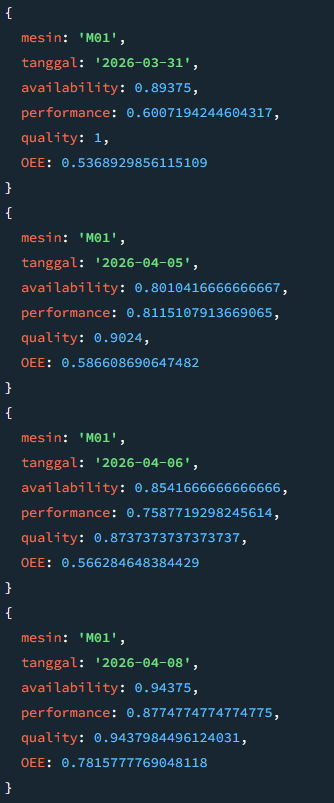 {
mesin: 'M01',
tanggal: '2026-03-31',
availability: 0.89375,
performance: 0.6007194244604317,
quality: 1,
OEE: 0.5368929856115109
}
{
mesin: 'M01',
tanggal: '2026-04-05',
availability: 0.8010416666666667,
performance: 0.8115107913669065,
quality: 0.9024,
OEE: 0.586608690647482
}
{
mesin: 'M01',
tanggal: '2026-04-06',
availability: 0.8541666666666666,
performance: 0.7587719298245614,
quality: 0.8737373737373737,
OEE: 0.566284648384429
}
{
mesin: 'M01',
tanggal: '2026-04-08',
availability: 0.94375,
performance: 0.8774774774774775,
quality: 0.9437984496124031,
OEE: 0.7815777769048118
}